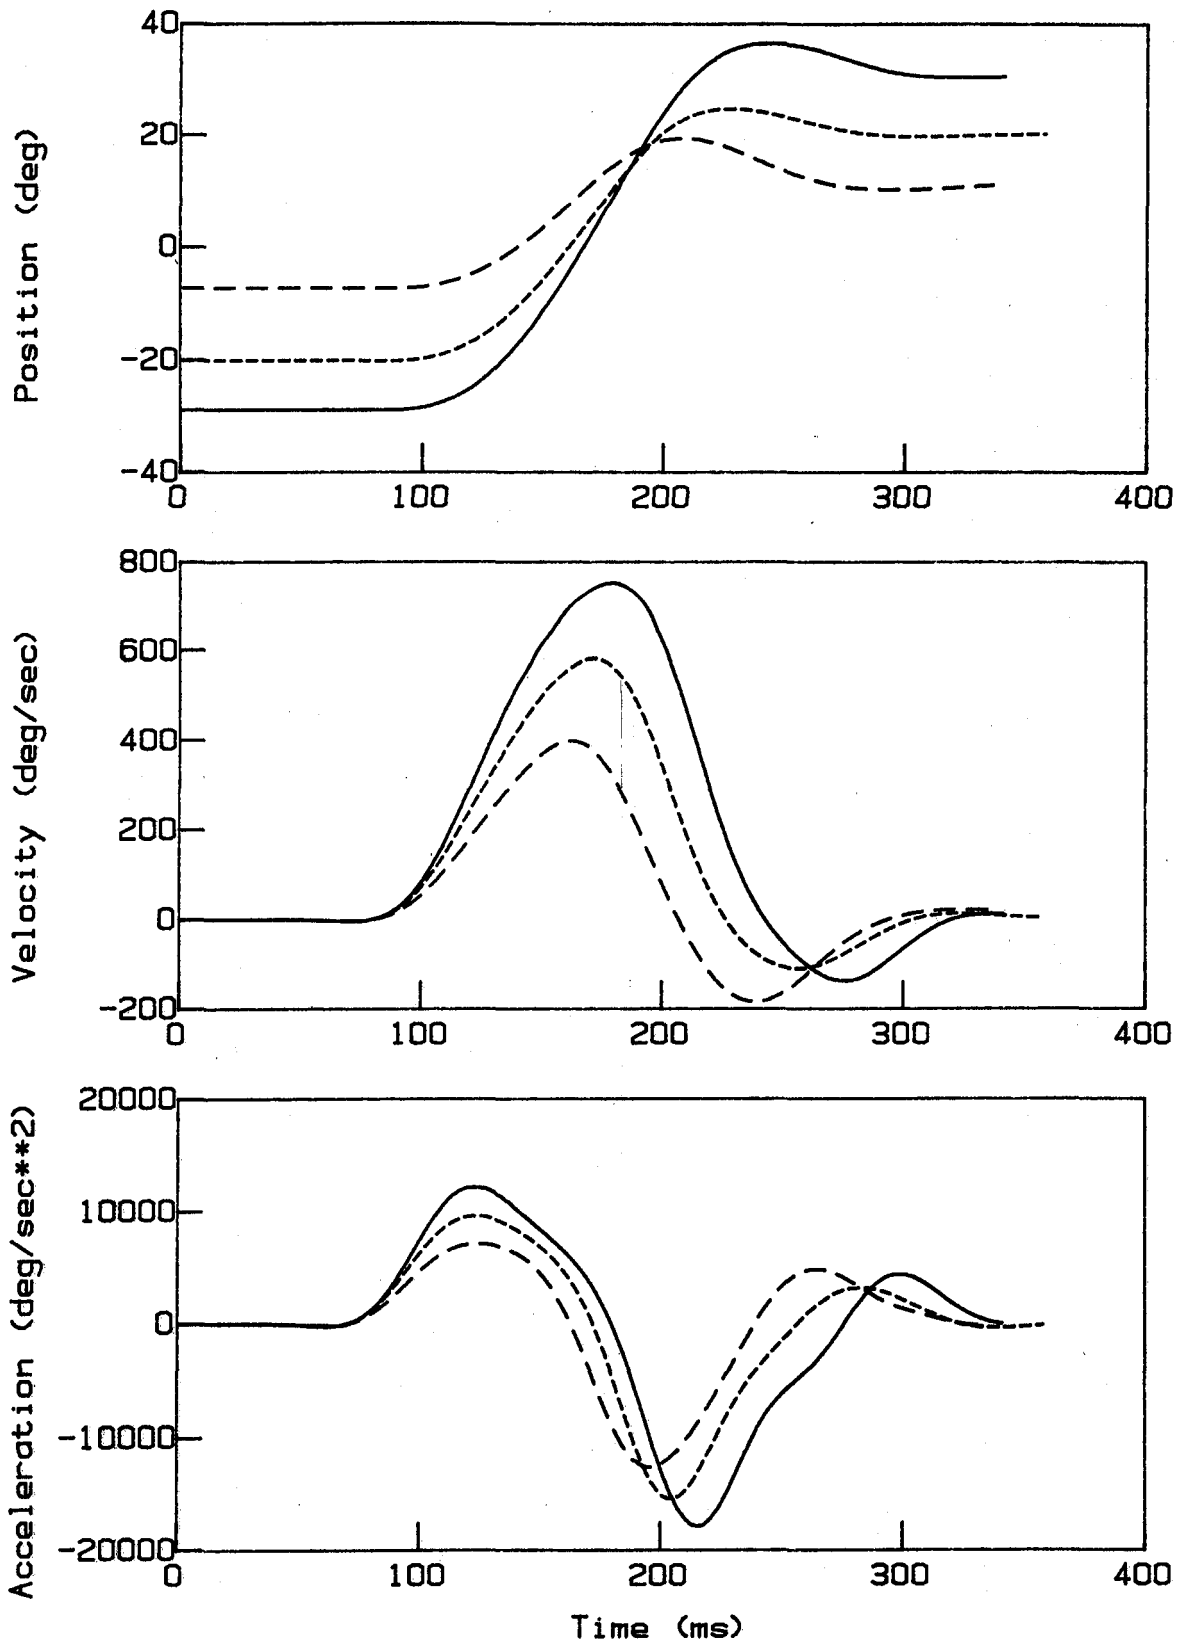 40
20
0
-20
-40
Position (deg)
0 100 200 300 400
800
600
400
200
0
-200
Velocity (deg/sec)
0 100 200 300 400
20000
10000
0
-10000
-20000
Acceleration (deg/sec**2)
0 100 200 300 400
Time (ms)